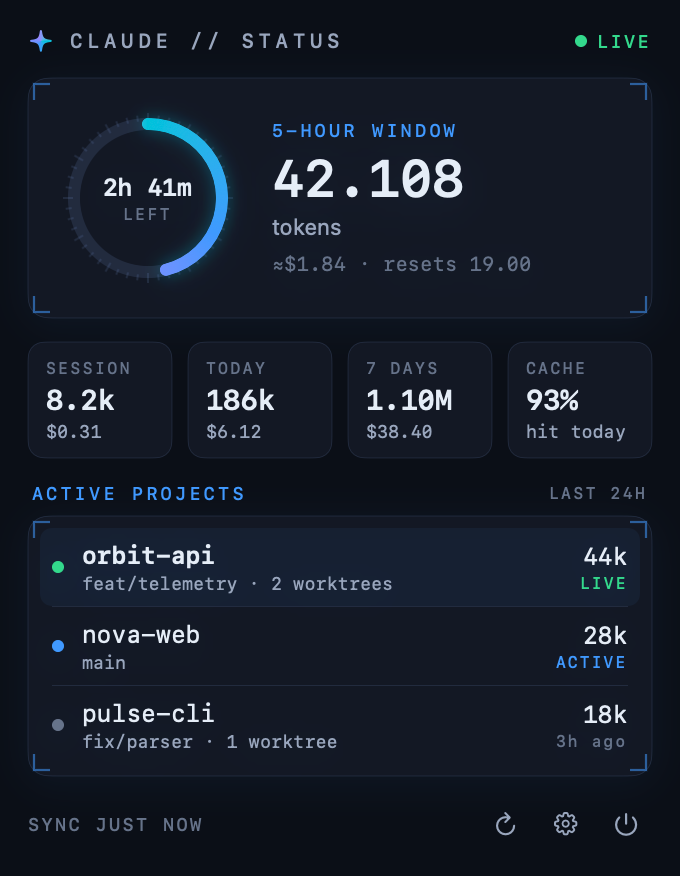 CLAUDE // STATUS
LIVE
2h 41m
LEFT
5-HOUR WINDOW
42.108
tokens
≈$1.84 · resets 19.00
SESSION
8.2k
$0.31
TODAY
186k
$6.12
7 DAYS
1.10M
$38.40
CACHE
93%
hit today
ACTIVE PROJECTS
LAST 24H
orbit-api
44k
feat/telemetry · 2 worktrees
LIVE
nova-web
28k
main
ACTIVE
pulse-cli
18k
fix/parser · 1 worktree
3h ago
SYNC JUST NOW